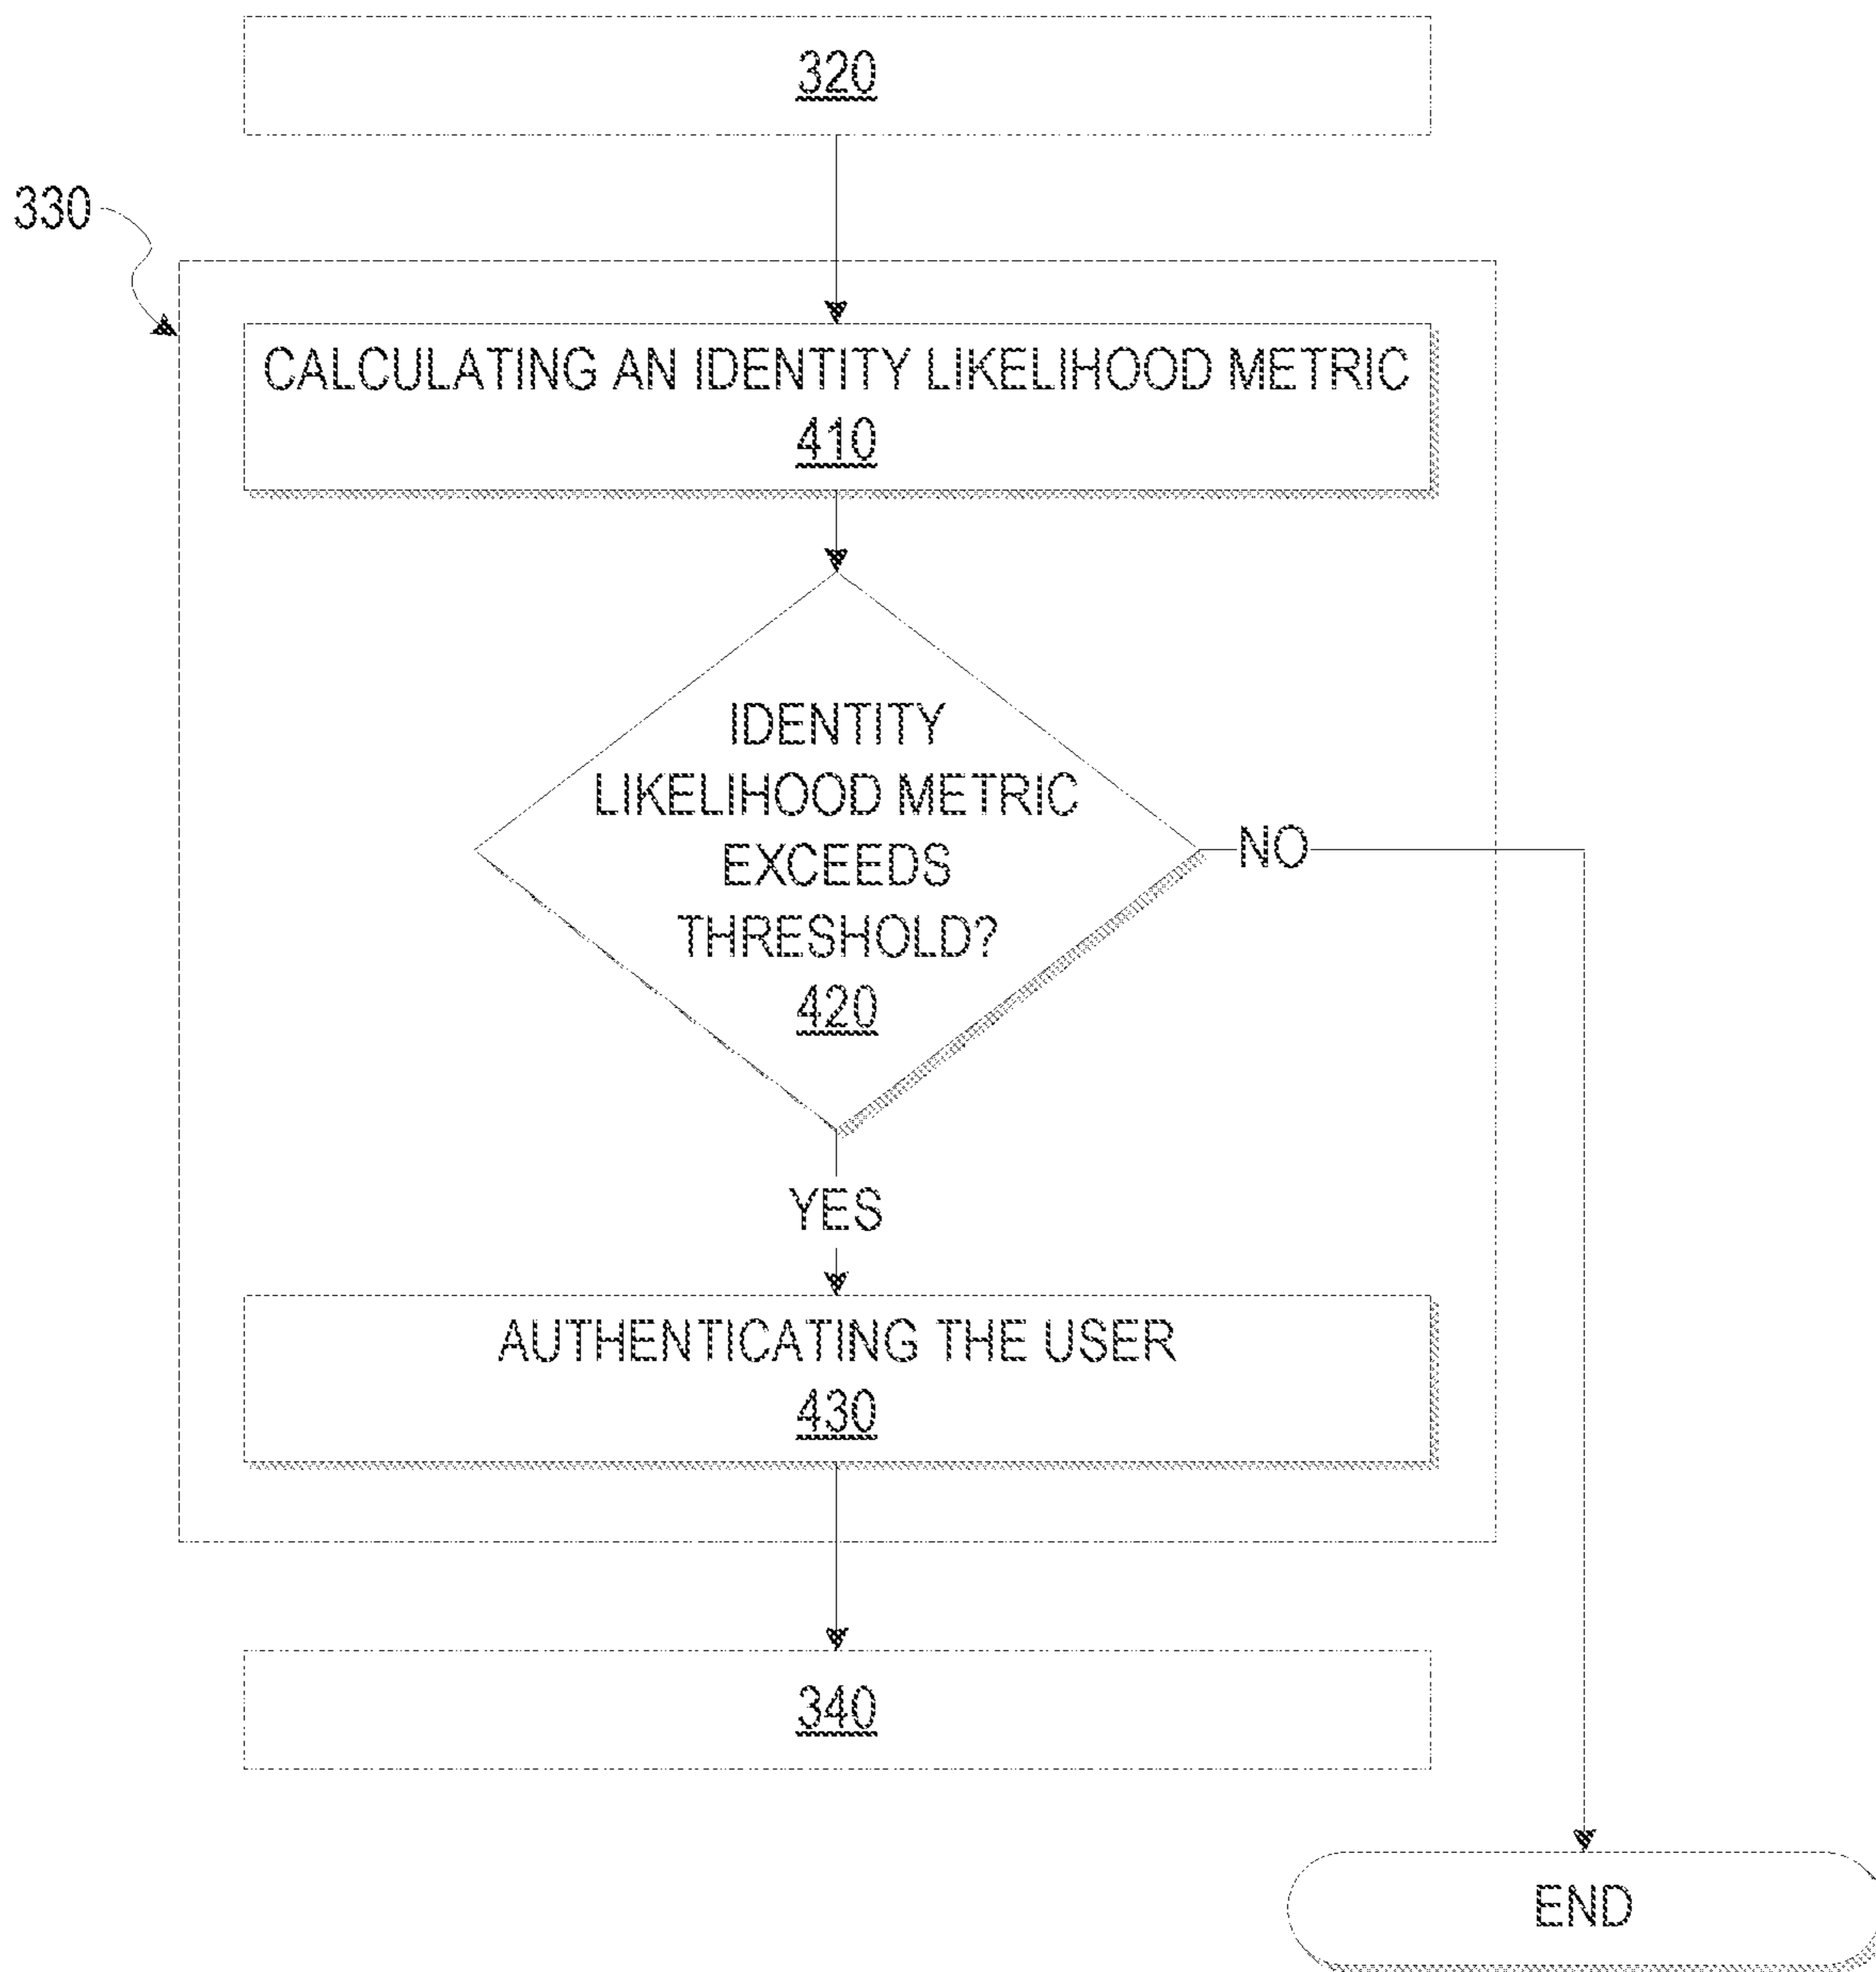 320
330
CALCULATING AN IDENTITY LIKELIHOOD METRIC
410
IDENTITY
LIKELIHOOD METRIC
EXCEEDS
THRESHOLD?
420
NO
YES
AUTHENTICATING THE USER
430
340
END